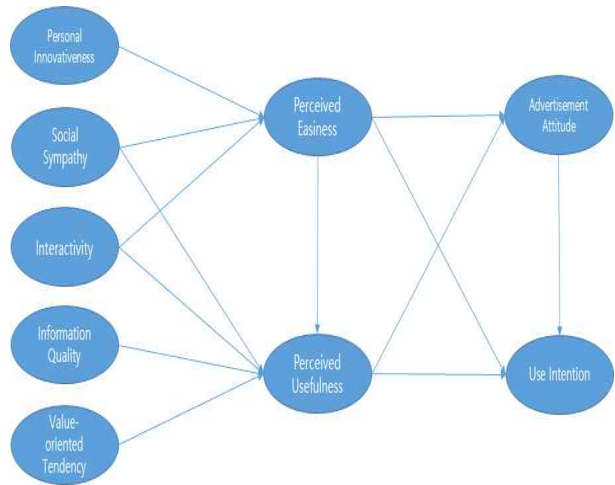 Personal
Innovativeness
Social
Sympathy
Interactivity
Information
Quality
Value-
oriented
Tendency
Perceived
Easiness
Perceived
Usefulness
Advertisement
Attitude
Use Intention